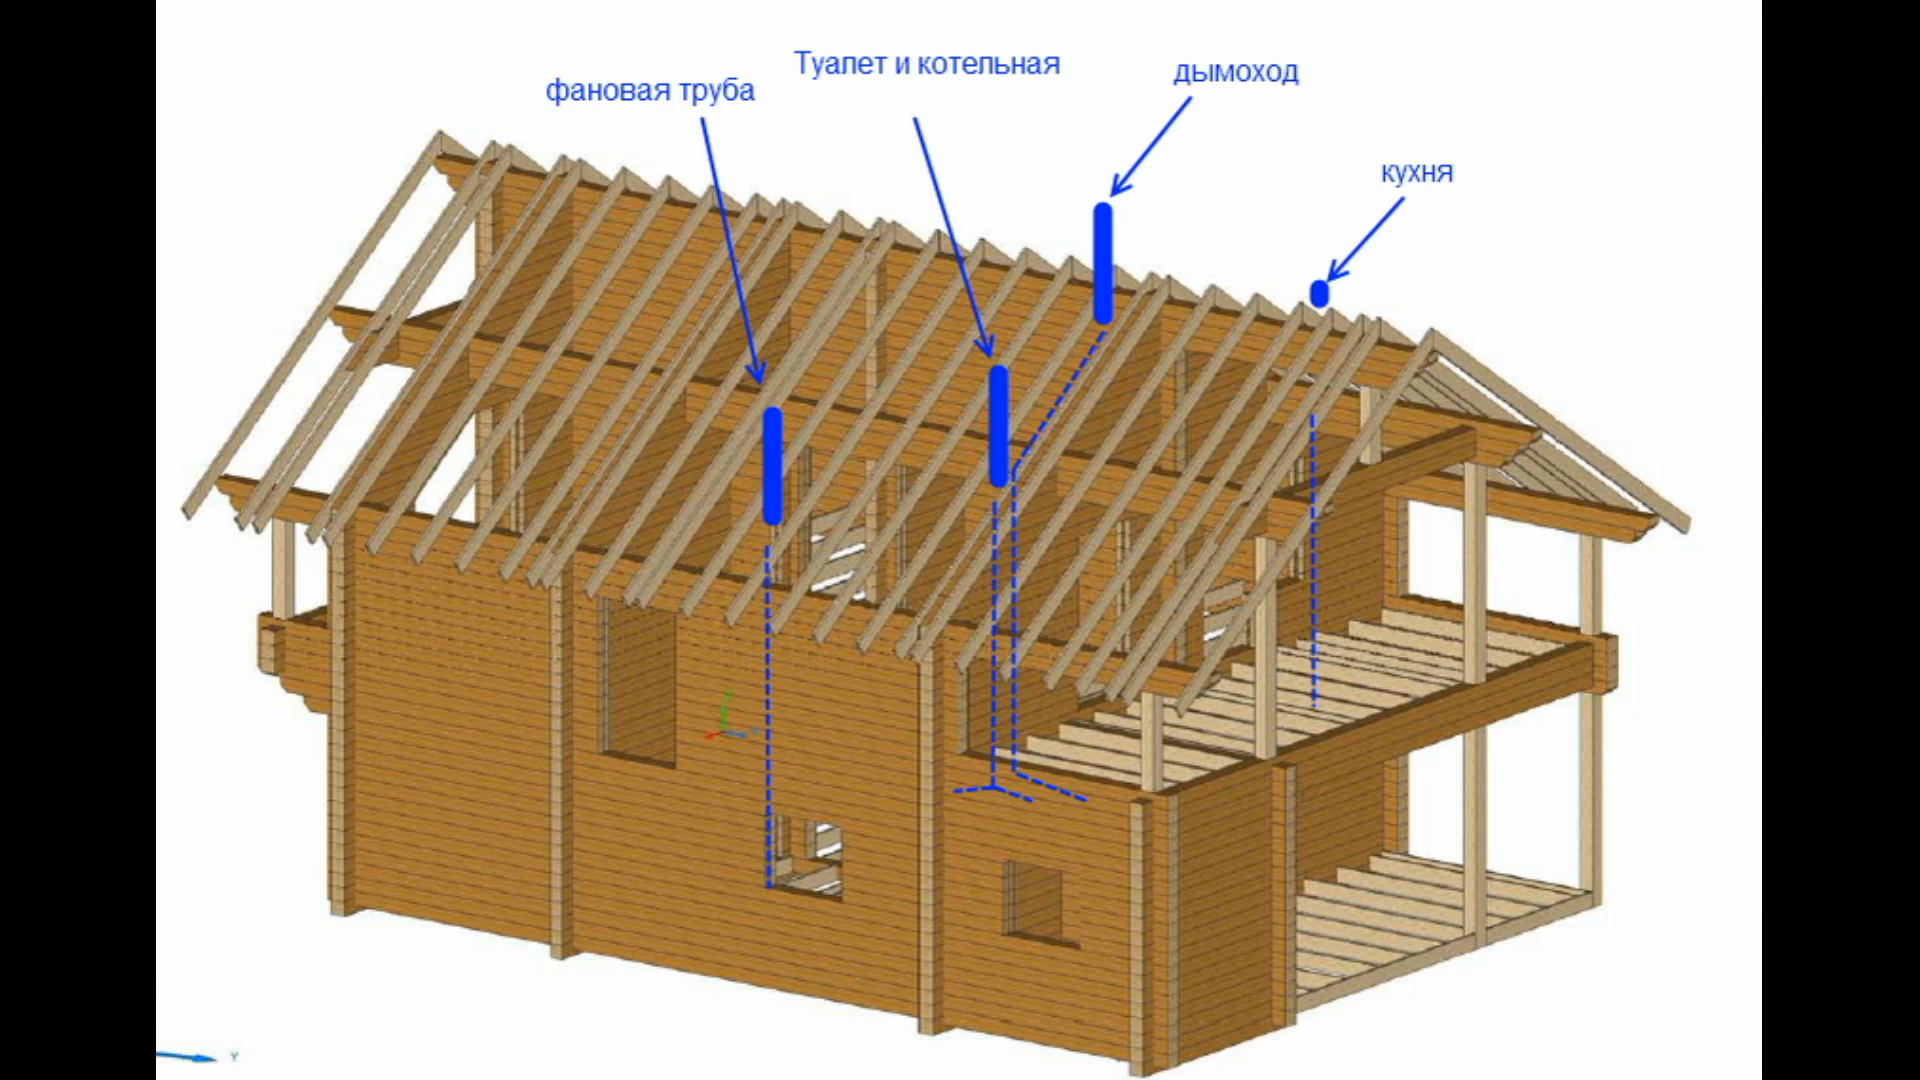 фановая труба
Туалет и котельная
дымоход
кухня
Y